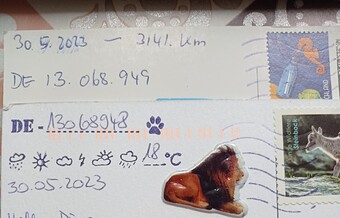 30.5.2023 — 3141. km
DE 13.068.949
DE-13068948
18 °C
30.05.2023